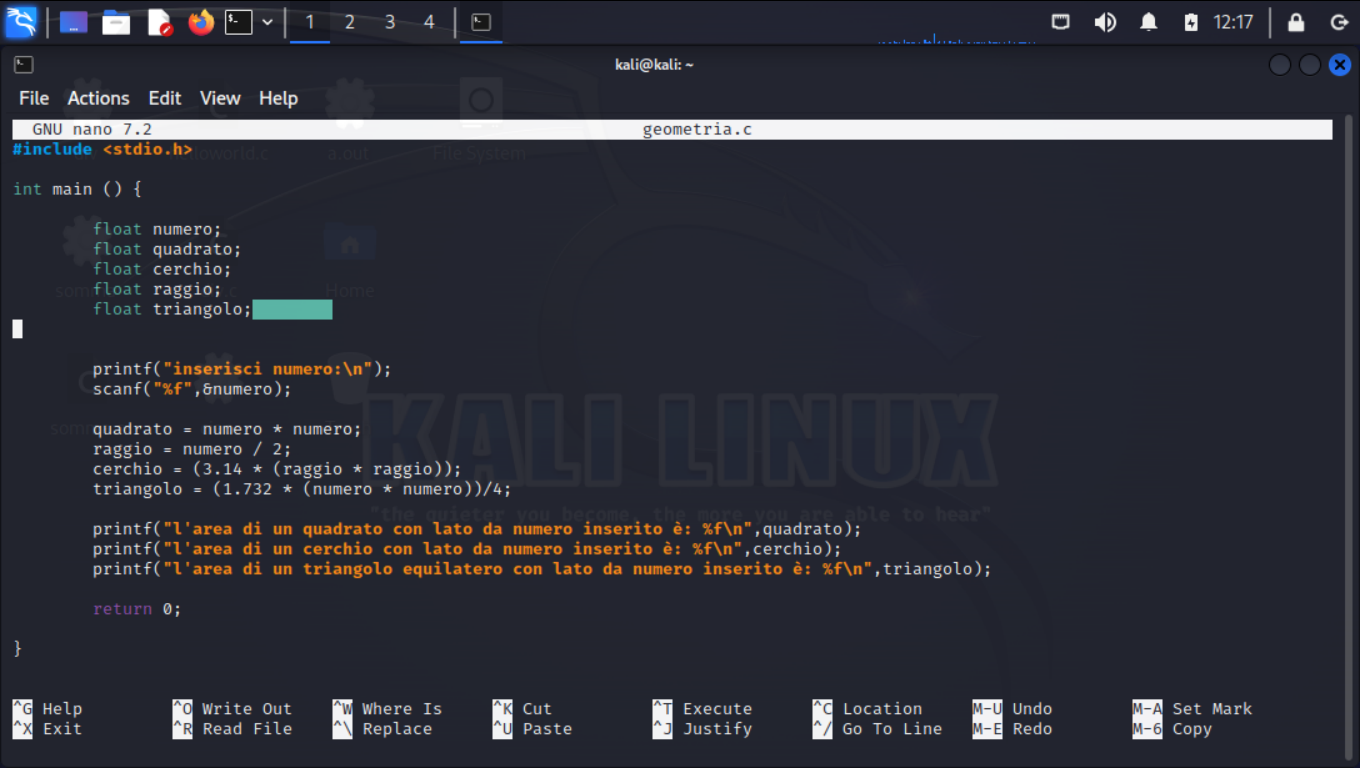 1 2 3 4 12:17
kali@kali: ~
File Actions Edit View Help
GNU nano 7.2 geometria.c
#include <stdio.h>
int main () {
float numero;
float quadrato;
float cerchio;
float raggio;
float triangolo;
printf("inserisci numero:\n");
scanf("%f",&numero);
quadrato = numero * numero;
raggio = numero / 2;
cerchio = (3.14 * (raggio * raggio));
triangolo = (1.732 * (numero * numero))/4;
printf("l'area di un quadrato con lato da numero inserito è: %f\n",quadrato);
printf("l'area di un cerchio con lato da numero inserito è: %f\n",cerchio);
printf("l'area di un triangolo equilatero con lato da numero inserito è: %f\n",triangolo);
return 0;
}
a.out File System
Home
KALI LINUX
"the quieter you become, the more you are able to hear"
^G Help ^O Write Out ^W Where Is ^K Cut ^T Execute ^C Location M-U Undo M-A Set Mark
^X Exit ^R Read File ^\ Replace ^U Paste ^J Justify ^/ Go To Line M-E Redo M-6 Copy